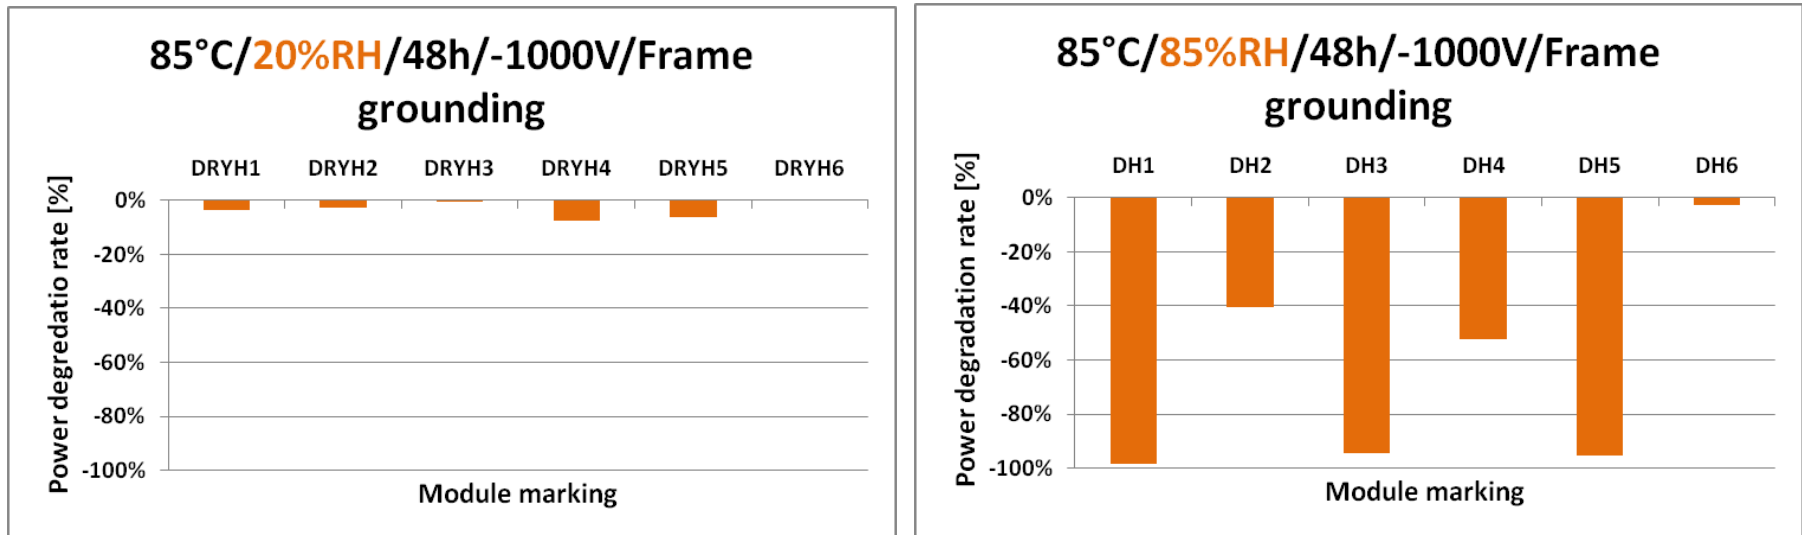 85°C/20%RH/48h/-1000V/Frame
grounding
DRYH1 DRYH2 DRYH3 DRYH4 DRYH5 DRYH6
Power degredatio rate [%]
0%
-20%
-40%
-60%
-80%
-100%
Module marking
85°C/85%RH/48h/-1000V/Frame
grounding
DH1 DH2 DH3 DH4 DH5 DH6
Power degradation rate [%]
0%
-20%
-40%
-60%
-80%
-100%
Module marking